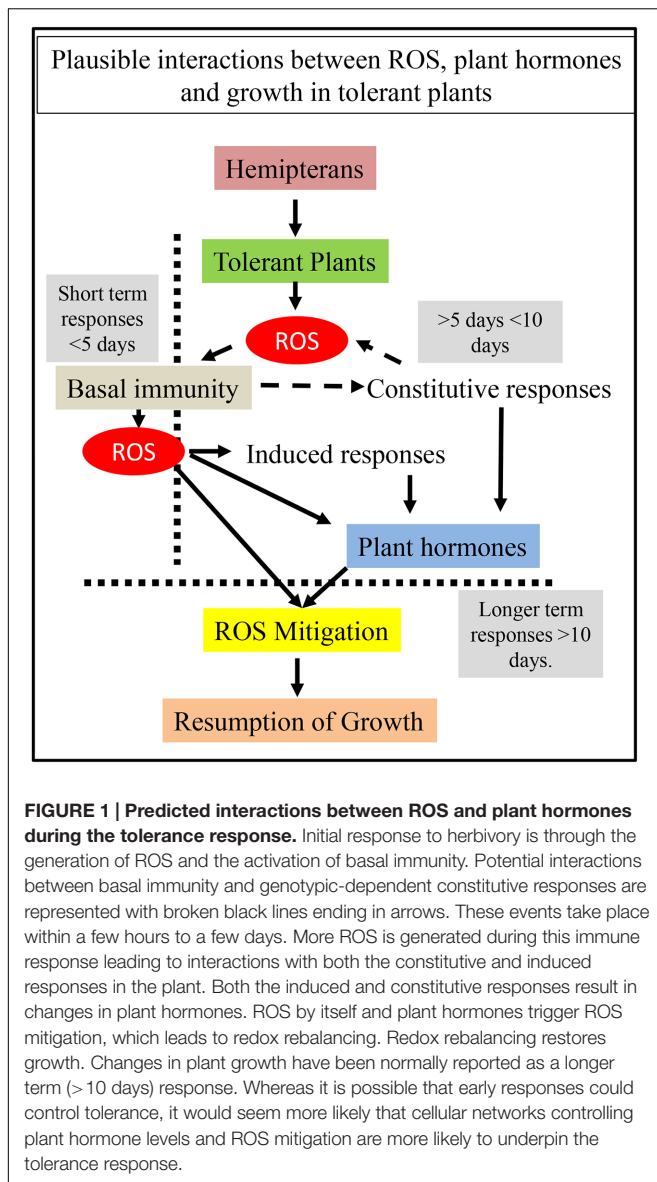 Plausible interactions between ROS, plant hormones
and growth in tolerant plants
Hemipterans
Tolerant Plants
Short term
responses
<5 days
ROS
>5 days <10
days
Basal immunity
Constitutive responses
ROS
Induced responses
Plant hormones
ROS Mitigation
Longer term
responses >10
days.
Resumption of Growth
FIGURE 1 | Predicted interactions between ROS and plant hormones
during the tolerance response. Initial response to herbivory is through the
generation of ROS and the activation of basal immunity. Potential interactions
between basal immunity and genotypic-dependent constitutive responses are
represented with broken black lines ending in arrows. These events take place
within a few hours to a few days. More ROS is generated during this immune
response leading to interactions with both the constitutive and induced
responses in the plant. Both the induced and constitutive responses result in
changes in plant hormones. ROS by itself and plant hormones trigger ROS
mitigation, which leads to redox rebalancing. Redox rebalancing restores
growth. Changes in plant growth have been normally reported as a longer
term (>10 days) response. Whereas it is possible that early responses could
control tolerance, it would seem more likely that cellular networks controlling
plant hormone levels and ROS mitigation are more likely to underpin the
tolerance response.